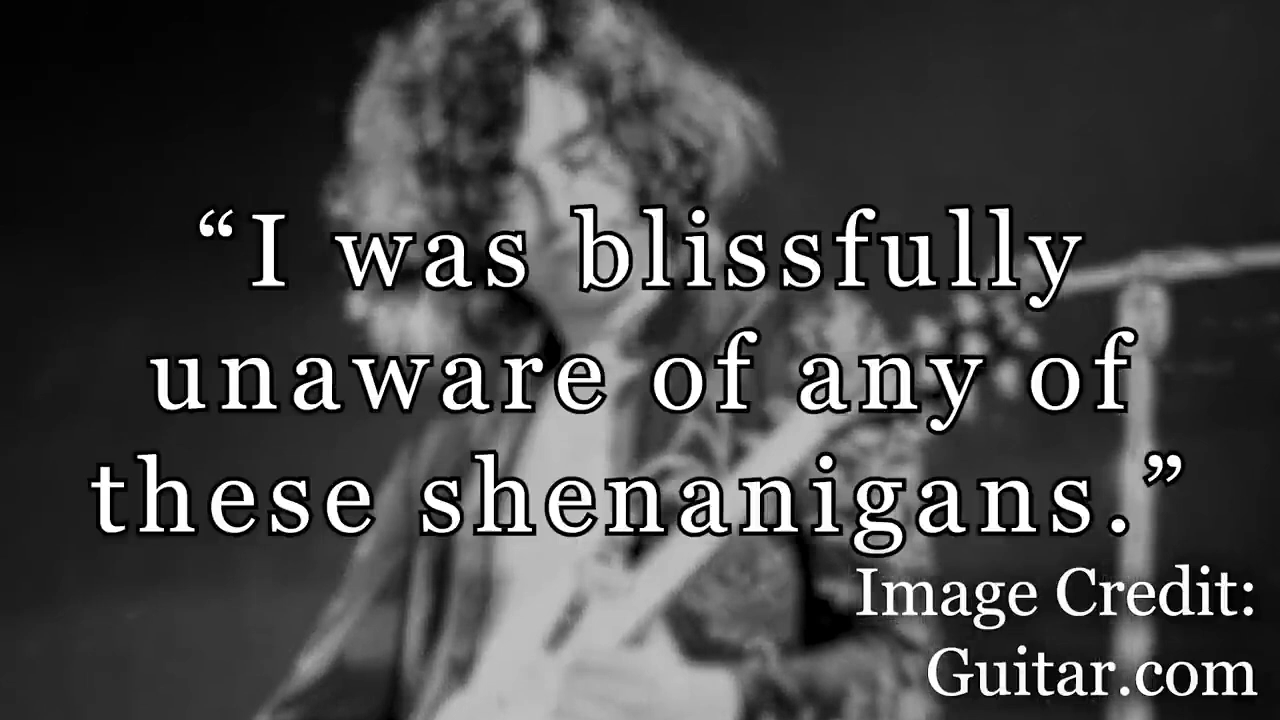 “I was blissfully
unaware of any of
these shenanigans.”
Image Credit:
Guitar.com